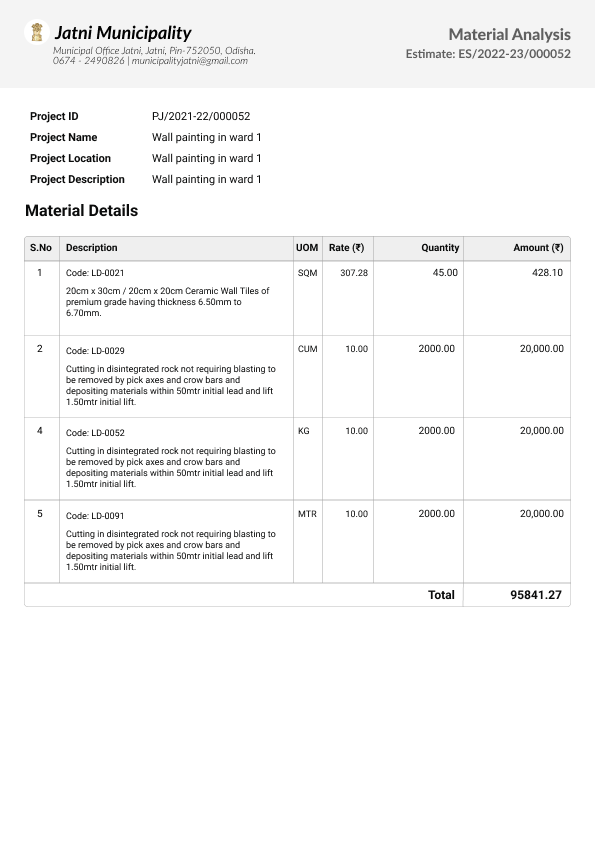 Jatni Municipality
Municipal Office Jatni, Jatni, Pin-752050, Odisha.
0674 - 2490826 | municipalityjatni@gmail.com
Material Analysis
Estimate: ES/2022-23/000052
Project ID PJ/2021-22/000052
Project Name Wall painting in ward 1
Project Location Wall painting in ward 1
Project Description Wall painting in ward 1
Material Details
S.No Description UOM Rate (₹) Quantity Amount (₹)
1 Code: LD-0021 SQM 307.28 45.00 428.10
20cm x 30cm / 20cm x 20cm Ceramic Wall Tiles of
premium grade having thickness 6.50mm to
6.70mm.
2 Code: LD-0029 CUM 10.00 2000.00 20,000.00
Cutting in disintegrated rock not requiring blasting to
be removed by pick axes and crow bars and
depositing materials within 50mtr initial lead and lift
1.50mtr initial lift.
4 Code: LD-0052 KG 10.00 2000.00 20,000.00
Cutting in disintegrated rock not requiring blasting to
be removed by pick axes and crow bars and
depositing materials within 50mtr initial lead and lift
1.50mtr initial lift.
5 Code: LD-0091 MTR 10.00 2000.00 20,000.00
Cutting in disintegrated rock not requiring blasting to
be removed by pick axes and crow bars and
depositing materials within 50mtr initial lead and lift
1.50mtr initial lift.
Total 95841.27